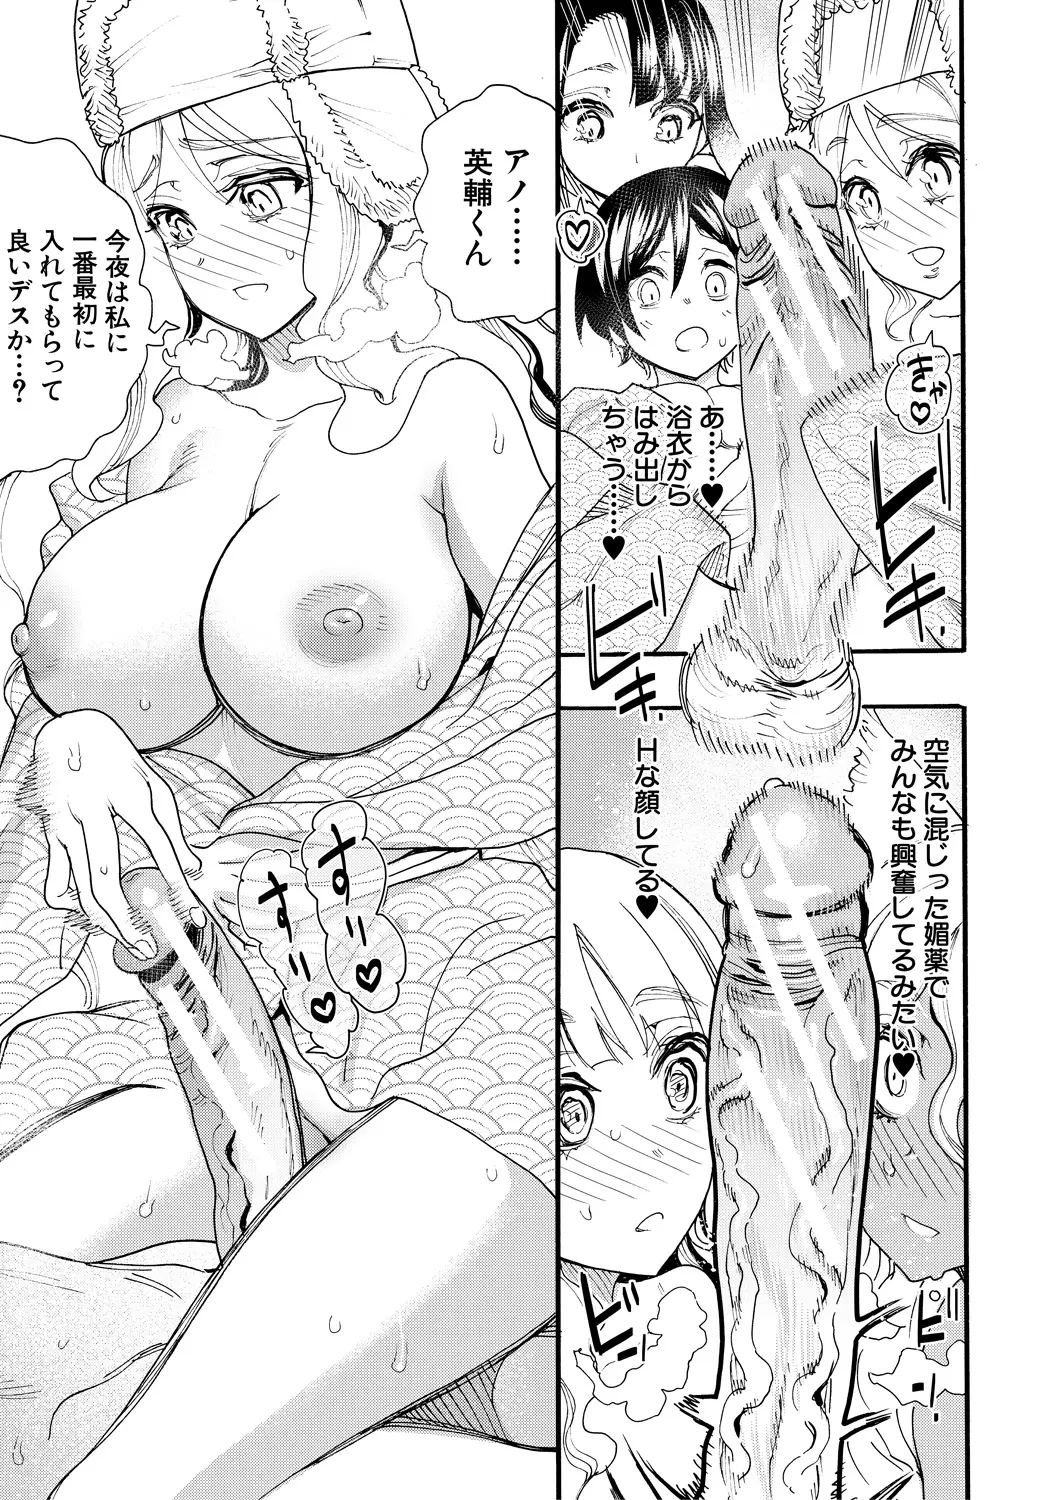 きゃ♡
あ……♥
浴衣から
はみ出し
ちゃう………♥
ムキ
ムキ
空気に混じった媚薬で
みんなも興奮してるみたい♥
Hな顔してる♥
ビン
ビン
アノ……
英輔くん
今夜は私に
一番最初に
入れてもらって
良いデスか…？
すり♡
すり♥